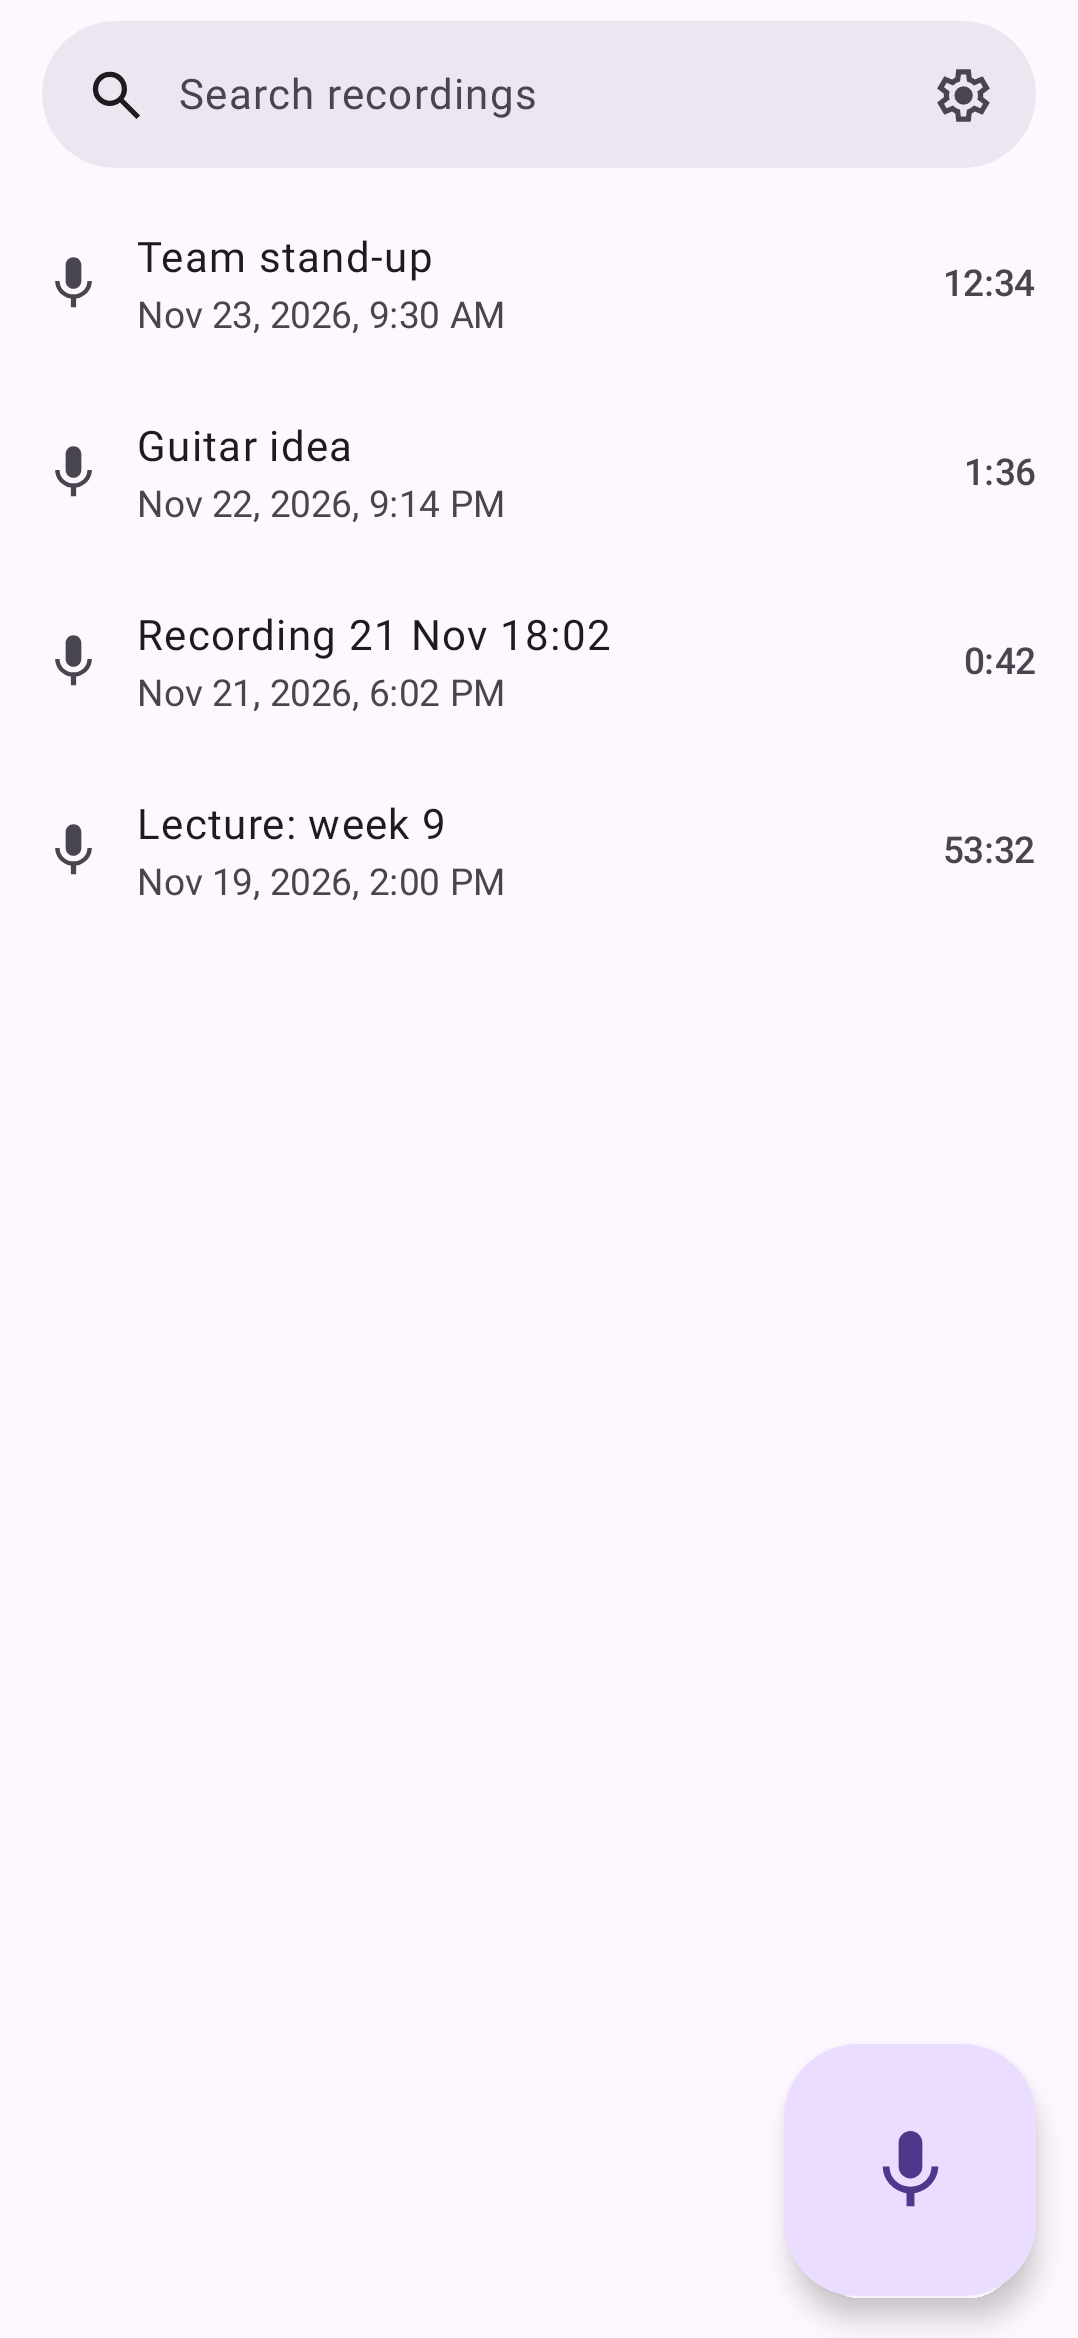 Search recordings
Team stand-up
Nov 23, 2026, 9:30 AM
12:34
Guitar idea
Nov 22, 2026, 9:14 PM
1:36
Recording 21 Nov 18:02
Nov 21, 2026, 6:02 PM
0:42
Lecture: week 9
Nov 19, 2026, 2:00 PM
53:32